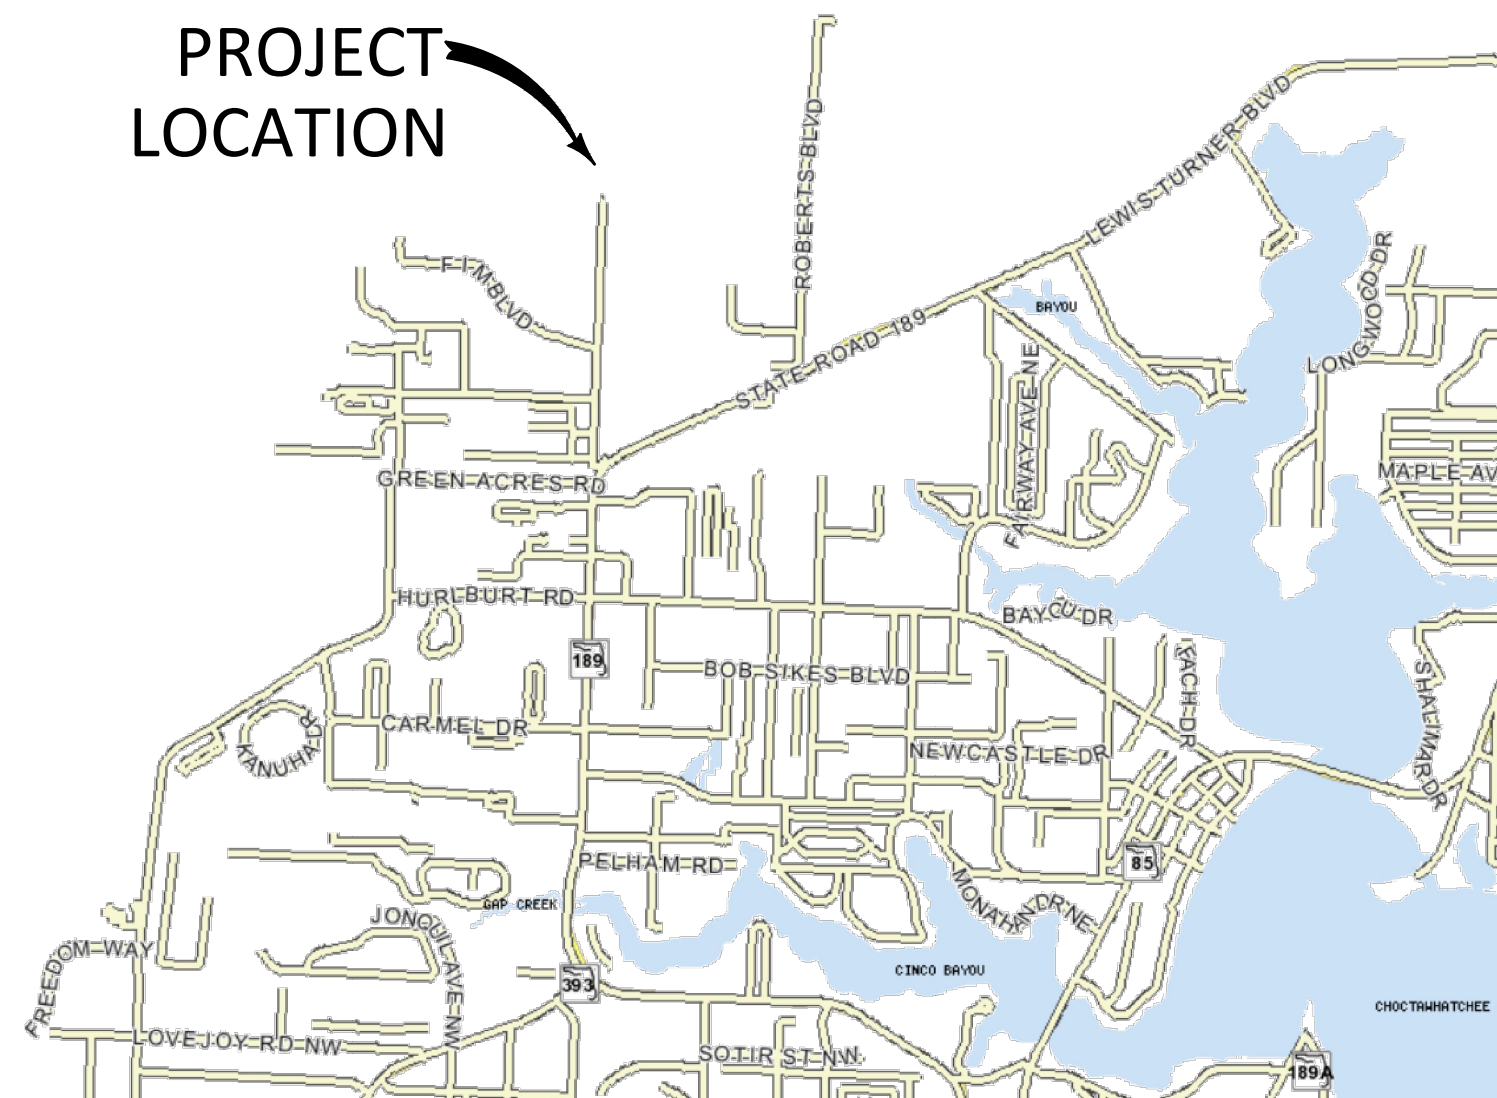 PROJECT
LOCATION
ROBERTS BLVD
LEWIS TURNER BLVD
FIM BLVD
LONGWOOD DR
BAYOU
STATE ROAD 189
FAIRWAY AVE NE
GREEN ACRES RD
MAPLE AV
HURLBURT RD
BAYOU DR
189
BOB SIKES BLVD
YACHT DR
SHALIMAR DR
CARMEL DR
KANUHA DR
NEWCASTLE DR
PELHAM RD
85
GAP CREEK
MONAHAN DR NE
JONQUIL AVE NW
FREEDOM WAY
CINCO BAYOU
393
CHOCTAWHATCHEE
LOVEJOY RD NW
SOTIR ST NW
189A